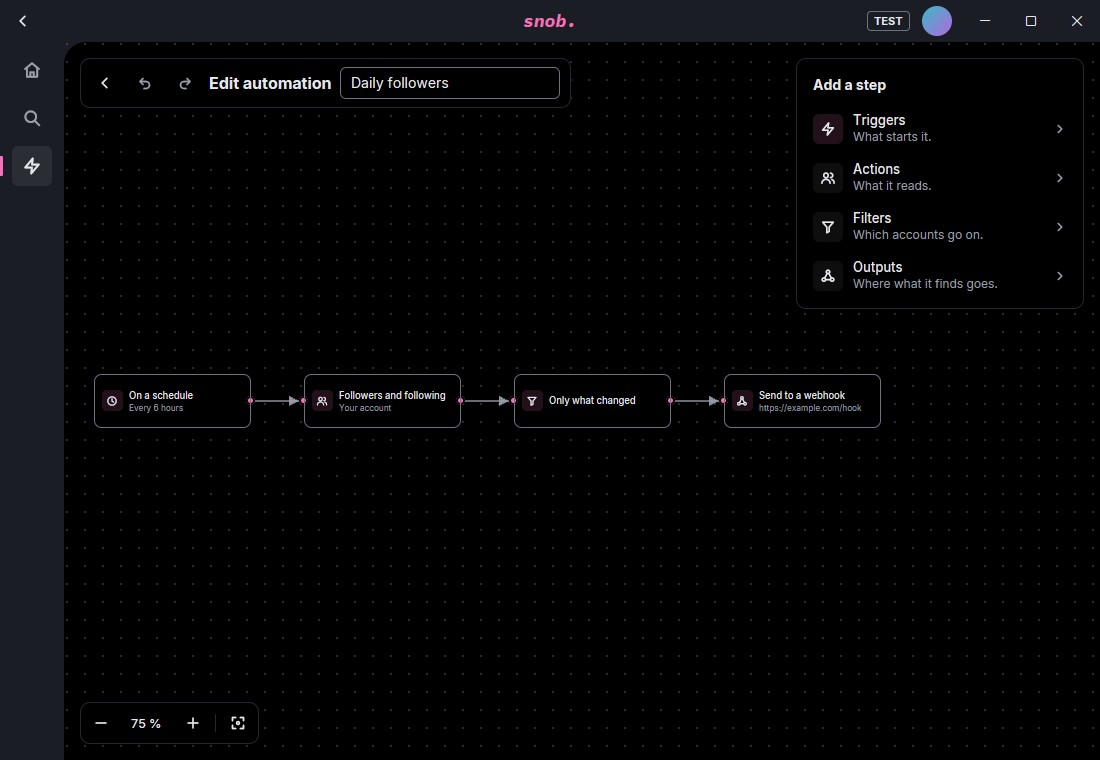 snob.
TEST
Edit automation
Daily followers
Add a step
Triggers
What starts it.
Actions
What it reads.
Filters
Which accounts go on.
Outputs
Where what it finds goes.
On a schedule
Every 6 hours
Followers and following
Your account
Only what changed
Send to a webhook
https://example.com/hook
75 %